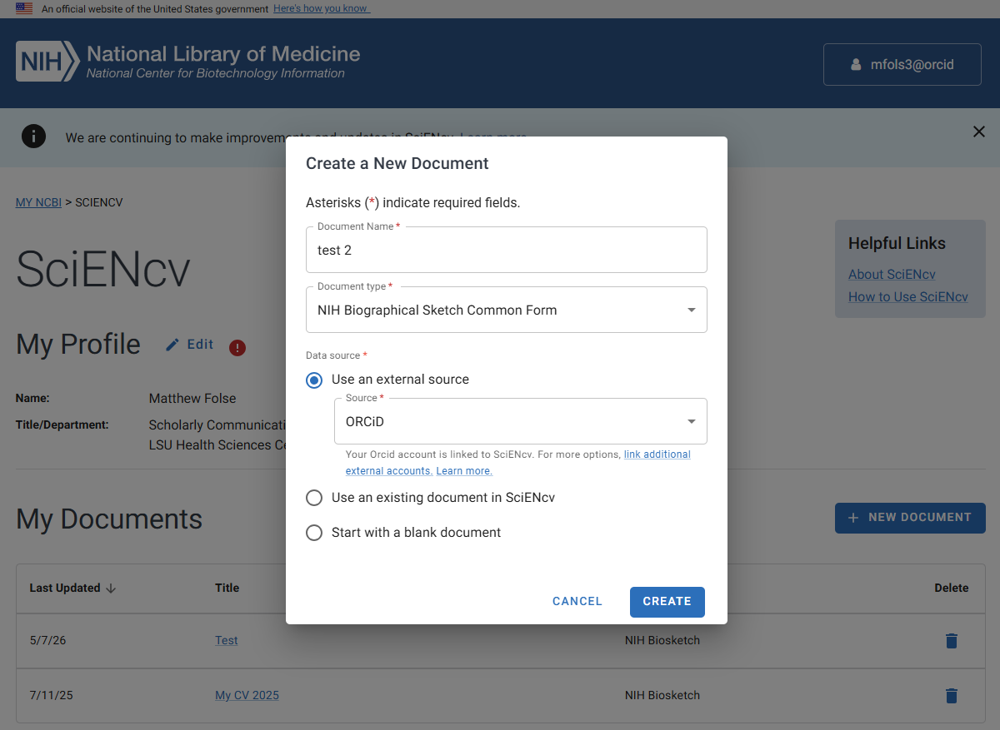 An official website of the United States government Here's how you know
NIH National Library of Medicine
National Center for Biotechnology Information
mfols3@orcid
We are continuing to make improvements and updates in SciENcv. Learn more.
MY NCBI > SCIENCV
SciENcv
Helpful Links
About SciENcv
How to Use SciENcv
My Profile Edit
Name: Matthew Folse
Title/Department: Scholarly
LSU Health Sciences
My Documents
+ NEW DOCUMENT
Last Updated Title Delete
5/7/26 Test NIH Biosketch
7/11/25 My CV 2025 NIH Biosketch
Create a New Document
Asterisks (*) indicate required fields.
Document Name *
test 2
Document type *
NIH Biographical Sketch Common Form
Data source *
Use an external source
Source *
ORCiD
Your Orcid account is linked to SciENcv. For more options, link additional
external accounts. Learn more.
Use an existing document in SciENcv
Start with a blank document
CANCEL CREATE